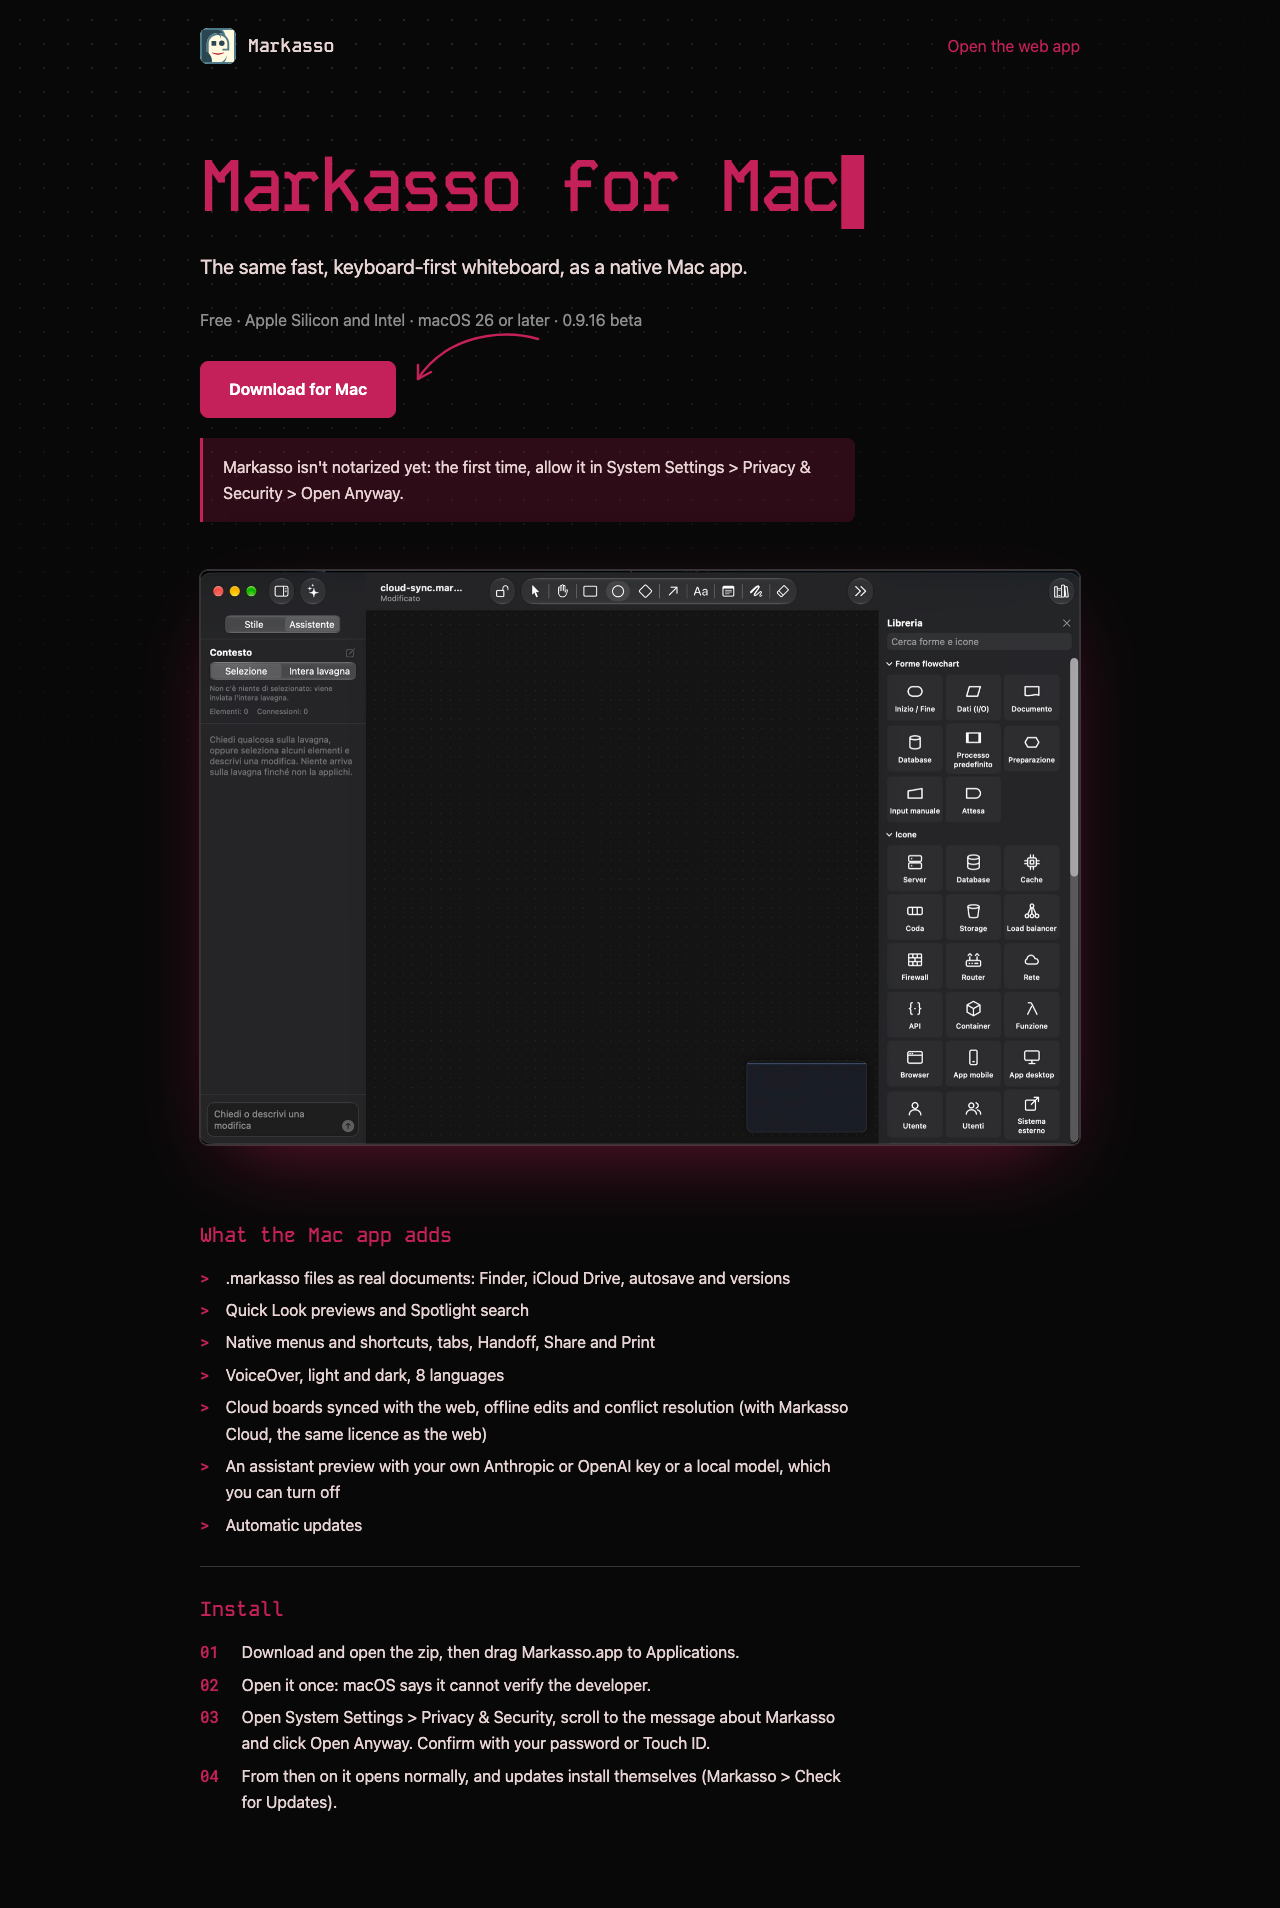 Markasso
Open the web app
Markasso for Mac
The same fast, keyboard-first whiteboard, as a native Mac app.
Free · Apple Silicon and Intel · macOS 26 or later · 0.9.16 beta
Download for Mac
Markasso isn't notarized yet: the first time, allow it in System Settings > Privacy &
Security > Open Anyway.
cloud-sync.mar...
Modificato
Aa
Stile
Assistente
Contesto
Selezione
Intera lavagna
Non c'è niente di selezionato: viene
inviata l'intera lavagna.
Elementi: 0 Connessioni: 0
Chiedi qualcosa sulla lavagna,
oppure seleziona alcuni elementi e
descrivi una modifica. Niente arriva
sulla lavagna finché non la applichi.
Chiedi o descrivi una
modifica
Libreria
Cerca forme e icone
Forme flowchart
Inizio / Fine
Dati (I/O)
Documento
Database
Processo
predefinito
Preparazione
Input manuale
Attesa
Icone
Server
Database
Cache
Coda
Storage
Load balancer
Firewall
Router
Rete
API
Container
Funzione
Browser
App mobile
App desktop
Utente
Utenti
Sistema
esterno
What the Mac app adds
> .markasso files as real documents: Finder, iCloud Drive, autosave and versions
> Quick Look previews and Spotlight search
> Native menus and shortcuts, tabs, Handoff, Share and Print
> VoiceOver, light and dark, 8 languages
> Cloud boards synced with the web, offline edits and conflict resolution (with Markasso
Cloud, the same licence as the web)
> An assistant preview with your own Anthropic or OpenAI key or a local model, which
you can turn off
> Automatic updates
Install
01 Download and open the zip, then drag Markasso.app to Applications.
02 Open it once: macOS says it cannot verify the developer.
03 Open System Settings > Privacy & Security, scroll to the message about Markasso
and click Open Anyway. Confirm with your password or Touch ID.
04 From then on it opens normally, and updates install themselves (Markasso > Check
for Updates).